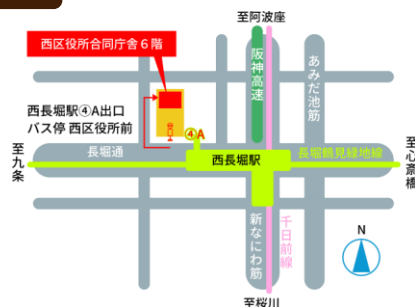 至阿波座
西区役所合同庁舎６階
阪神高速
あみだ池筋
西長堀駅④A出口
バス停 西区役所前
④A
至九条
長堀通
西長堀駅
長堀鶴見緑地線
至心斎橋
新なにわ筋
千日前線
N
至桜川